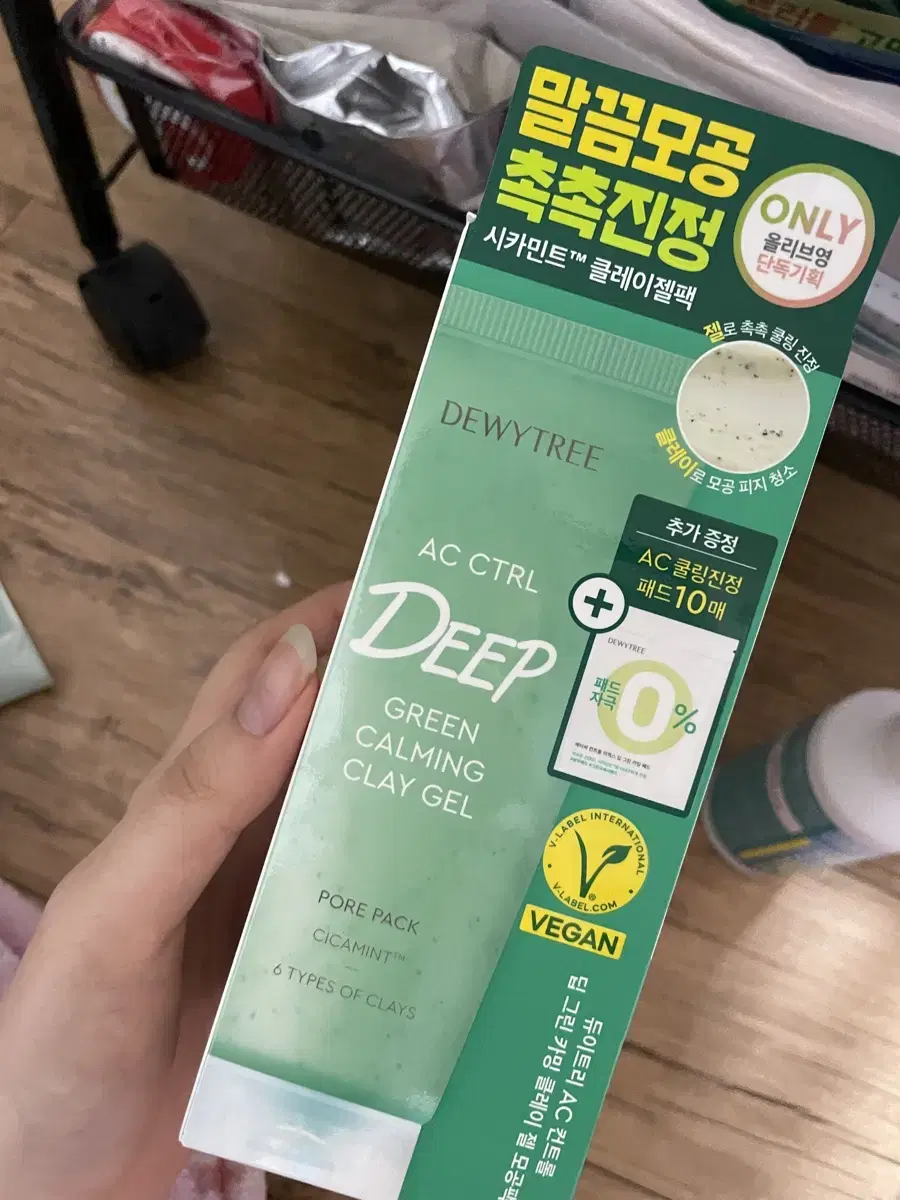 말끔모공
촉촉진정
시카민트™ 클레이젤팩
ONLY
올리브영
단독기획
젤로 촉촉 쿨링 진정
클레이로 모공 피지 청소
DEWYTREE
AC CTRL
DEEP
GREEN
CALMING
CLAY GEL
PORE PACK
CICAMINT™
6 TYPES OF CLAYS
추가 증정
AC 쿨링진정
패드10매
+
DEWYTREE
패드
자극
0%
V-LABEL INTERNATIONAL
V-LABEL.COM
VEGAN
듀이트리 AC 컨트롤
딥 그린 카밍 클레이 젤 모공팩